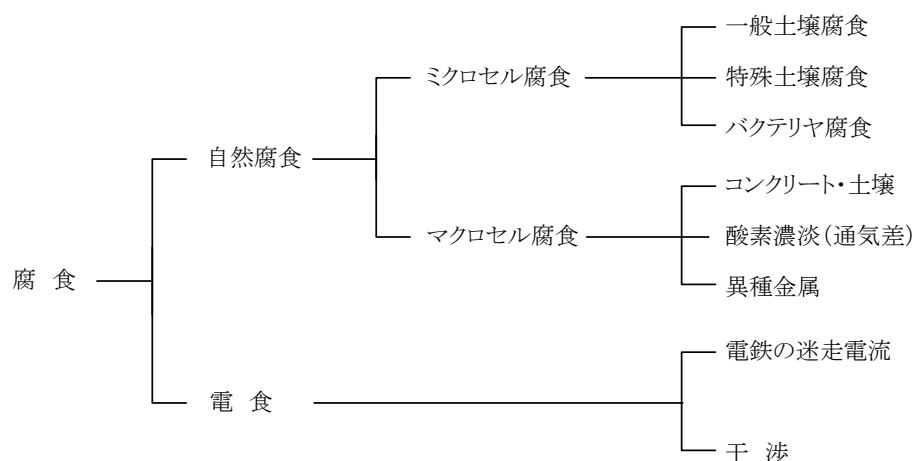 一般土壌腐食
ミクロセル腐食
特殊土壌腐食
バクテリヤ腐食
自然腐食
コンクリート・土壌
マクロセル腐食
酸素濃淡（通気差）
腐 食
異種金属
電鉄の迷走電流
電 食
干 渉